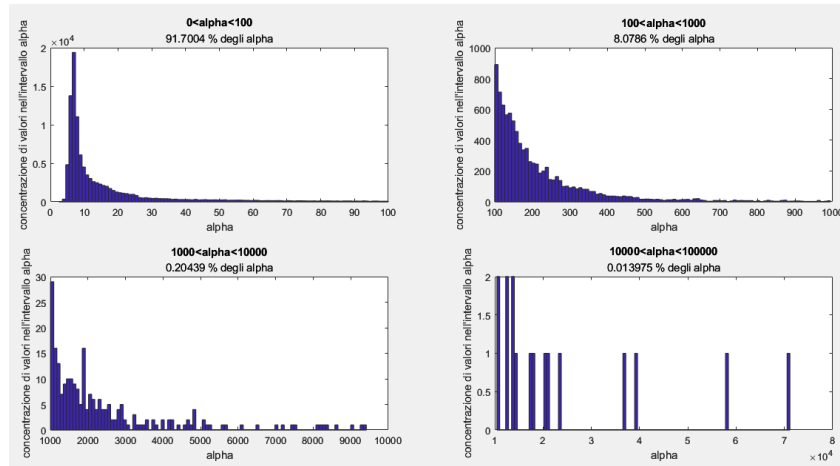 0<alpha<100
91.7004 % degli alpha
×10⁴
concentrazione di valori nell'intervallo alpha
2
1.5
1
0.5
0
0 10 20 30 40 50 60 70 80 90 100
alpha
100<alpha<1000
8.0786 % degli alpha
concentrazione di valori nell'intervallo alpha
1000
800
600
400
200
0
100 200 300 400 500 600 700 800 900 1000
alpha
1000<alpha<10000
0.20439 % degli alpha
concentrazione di valori nell'intervallo alpha
30
25
20
15
10
5
0
1000 2000 3000 4000 5000 6000 7000 8000 9000 10000
alpha
10000<alpha<100000
0.013975 % degli alpha
concentrazione di valori nell'intervallo alpha
2
1.5
1
0.5
0
1 2 3 4 5 6 7 8
alpha
×10⁴